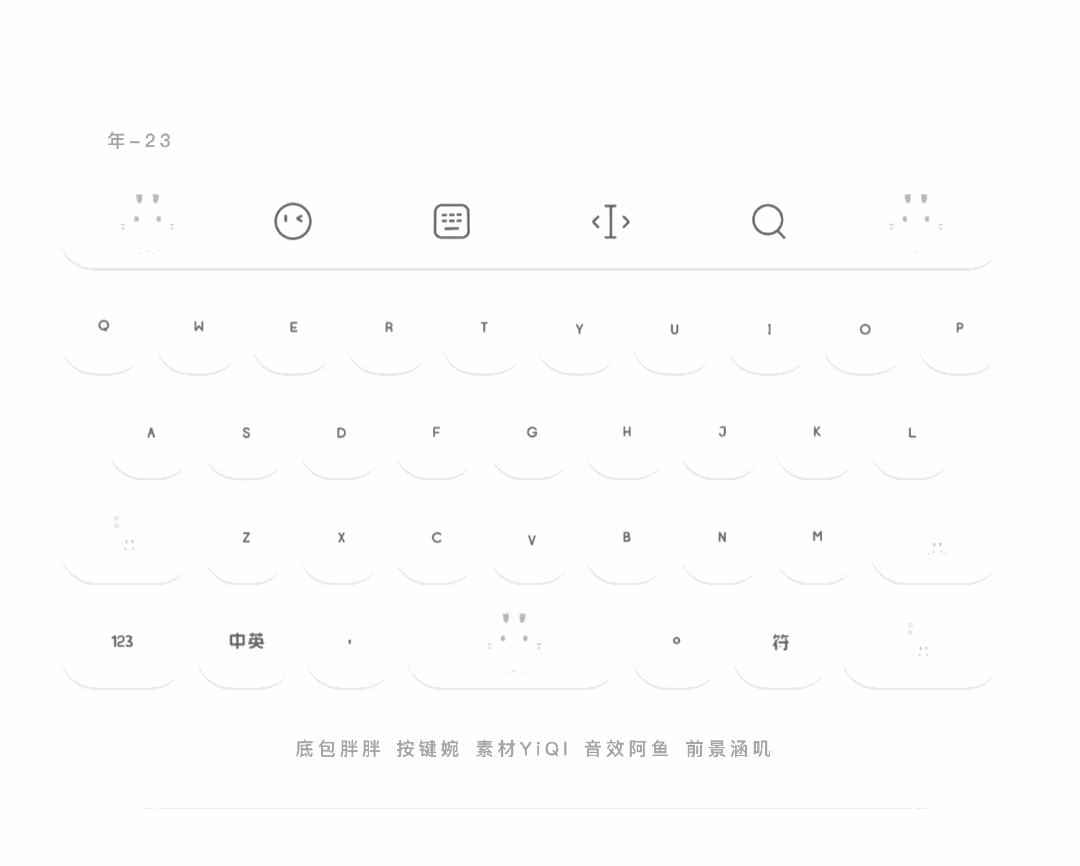 年-23
Q W E R T Y U I O P
A S D F G H J K L
Z X C V B N M
123 中英 , 。 符
底包胖胖 按键婉 素材YiQI 音效阿鱼 前景涵叽